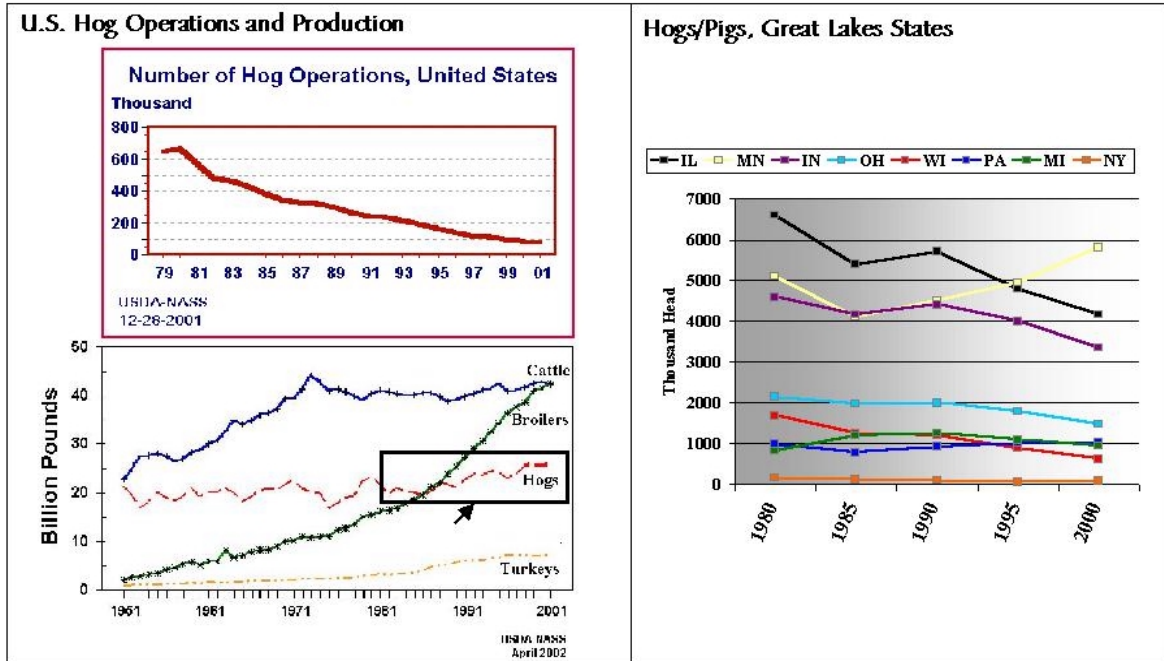 U.S. Hog Operations and Production
Number of Hog Operations, United States
Thousand
800
600
400
200
0
79 81 83 85 87 89 91 93 95 97 99 01
USDA-NASS
12-28-2001
50
40
30
20
10
0
Billion Pounds
Cattle
Broilers
Hogs
Turkeys
1951 1961 1971 1981 1991 2001
USDA NASS
April 2002
Hogs/Pigs, Great Lakes States
IL MN IN OH WI PA MI NY
7000
6000
5000
4000
3000
2000
1000
0
Thousand Head
1980 1985 1990 1995 2000